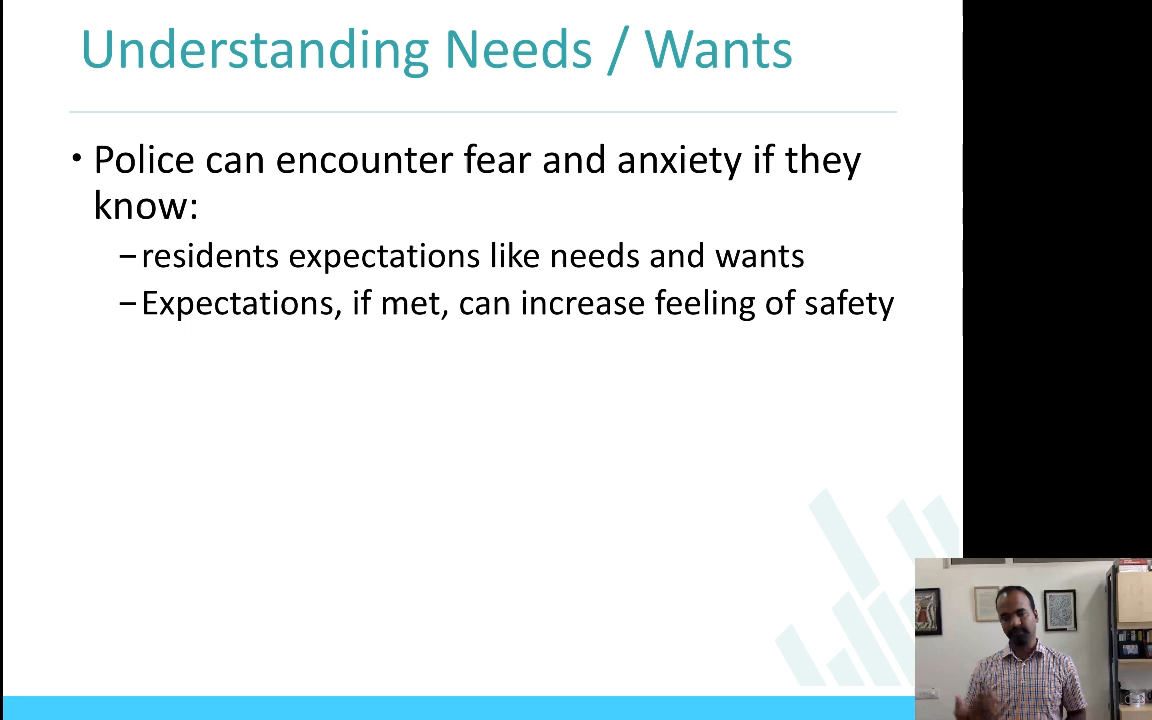 Understanding Needs / Wants
• Police can encounter fear and anxiety if they
know:
–residents expectations like needs and wants
–Expectations, if met, can increase feeling of safety